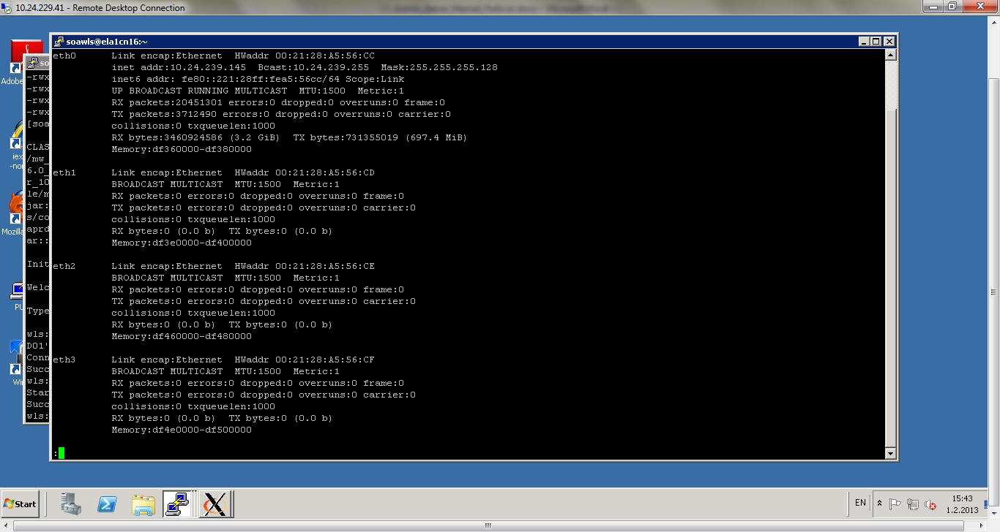 10.24.229.41 - Remote Desktop Connection
soawls@ela1cn16:~
eth0 Link encap:Ethernet HWaddr 00:21:28:A5:56:CC
inet addr:10.24.239.145 Bcast:10.24.239.255 Mask:255.255.255.128
inet6 addr: fe80::221:28ff:fea5:56cc/64 Scope:Link
UP BROADCAST RUNNING MULTICAST MTU:1500 Metric:1
RX packets:20451301 errors:0 dropped:0 overruns:0 frame:0
TX packets:3712490 errors:0 dropped:0 overruns:0 carrier:0
collisions:0 txqueuelen:1000
RX bytes:3460924586 (3.2 GiB) TX bytes:731355019 (697.4 MiB)
Memory:df360000-df380000
eth1 Link encap:Ethernet HWaddr 00:21:28:A5:56:CD
BROADCAST MULTICAST MTU:1500 Metric:1
RX packets:0 errors:0 dropped:0 overruns:0 frame:0
TX packets:0 errors:0 dropped:0 overruns:0 carrier:0
collisions:0 txqueuelen:1000
RX bytes:0 (0.0 b) TX bytes:0 (0.0 b)
Memory:df3e0000-df400000
eth2 Link encap:Ethernet HWaddr 00:21:28:A5:56:CE
BROADCAST MULTICAST MTU:1500 Metric:1
RX packets:0 errors:0 dropped:0 overruns:0 frame:0
TX packets:0 errors:0 dropped:0 overruns:0 carrier:0
collisions:0 txqueuelen:1000
RX bytes:0 (0.0 b) TX bytes:0 (0.0 b)
Memory:df460000-df480000
eth3 Link encap:Ethernet HWaddr 00:21:28:A5:56:CF
BROADCAST MULTICAST MTU:1500 Metric:1
RX packets:0 errors:0 dropped:0 overruns:0 frame:0
TX packets:0 errors:0 dropped:0 overruns:0 carrier:0
collisions:0 txqueuelen:1000
RX bytes:0 (0.0 b) TX bytes:0 (0.0 b)
Memory:df4e0000-df500000
:
so
-rwx
-rwx
-rwx
-rwx
[soa
CLAS
/mw_
6.0_
r_10
le/m
jar:
s/co
aprd
ar::
Init
Welc
Type
wls:
D01'
Conn
Succ
wls:
Star
Succ
wls:
Adobe
iex
-nor
Mozilla
PU
Wi
Start
EN
15:43
1.2.2013